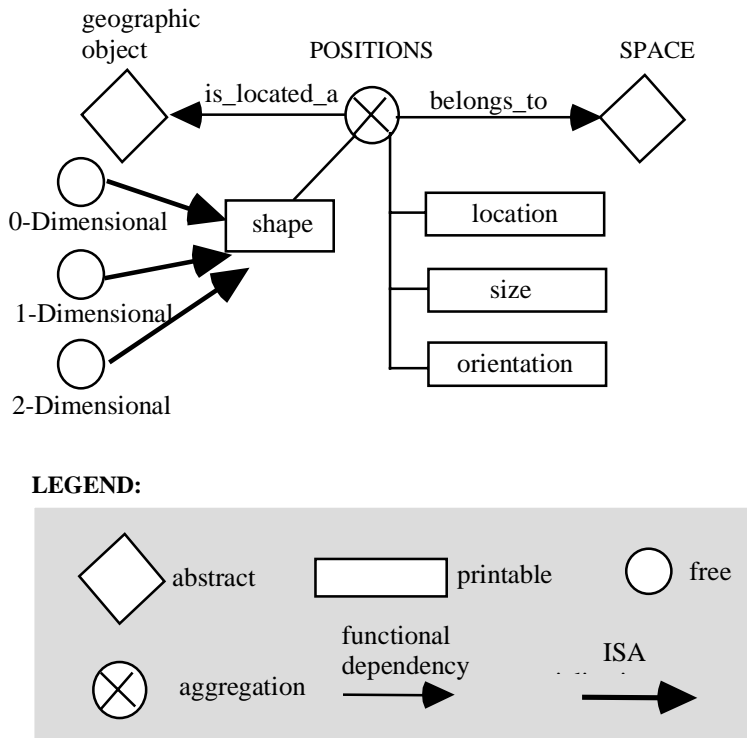 geographic
object
POSITIONS
SPACE
is_located_a
belongs_to
0-Dimensional
shape
location
1-Dimensional
size
2-Dimensional
orientation
LEGEND:
abstract
printable
free
functional
dependency
ISA
aggregation